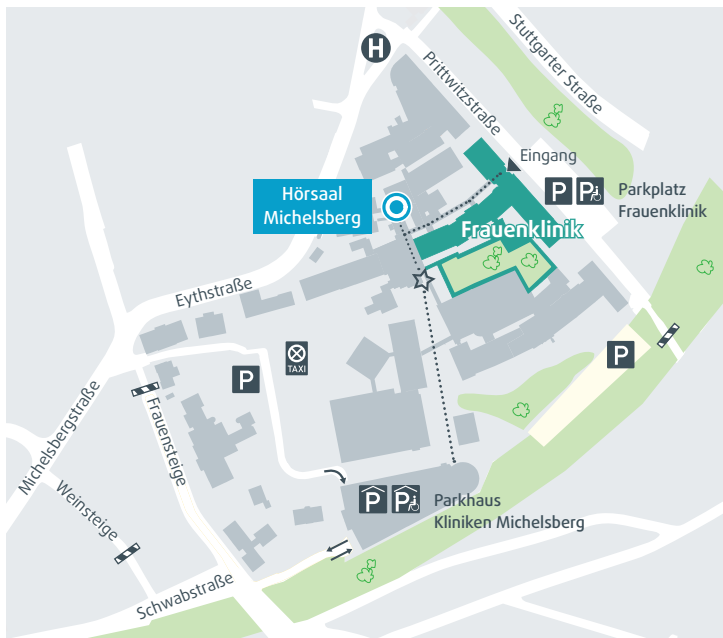 Stuttgarter Straße
H
Prittwitzstraße
Eingang
Hörsaal
Michelsberg
P P
Parkplatz
Frauenklinik
Frauenklinik
Eythstraße
TAXI
P
P
Michelsbergstraße
Frauensteige
Weinsteige
P P
Parkhaus
Kliniken Michelsberg
Schwabstraße